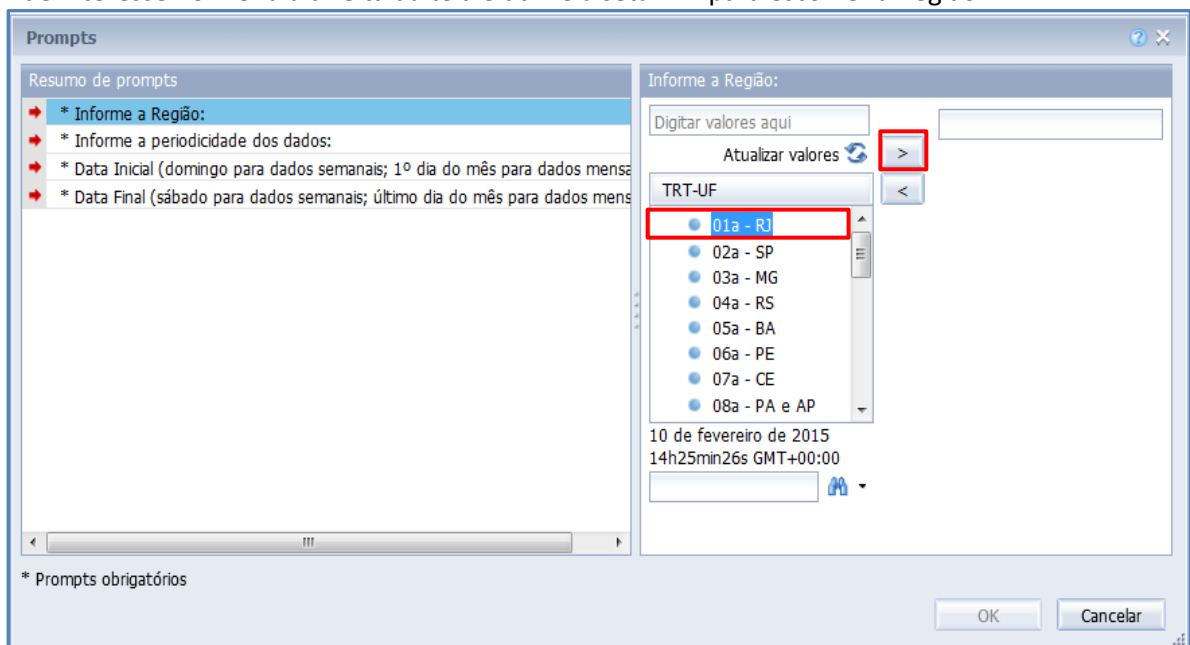 Prompts
Resumo de prompts
* Informe a Região:
* Informe a periodicidade dos dados:
* Data Inicial (domingo para dados semanais; 1º dia do mês para dados mensa
* Data Final (sábado para dados semanais; último dia do mês para dados mens
Informe a Região:
Digitar valores aqui
Atualizar valores
>
<
TRT-UF
01a - RJ
02a - SP
03a - MG
04a - RS
05a - BA
06a - PE
07a - CE
08a - PA e AP
10 de fevereiro de 2015
14h25min26s GMT+00:00
* Prompts obrigatórios
OK
Cancelar